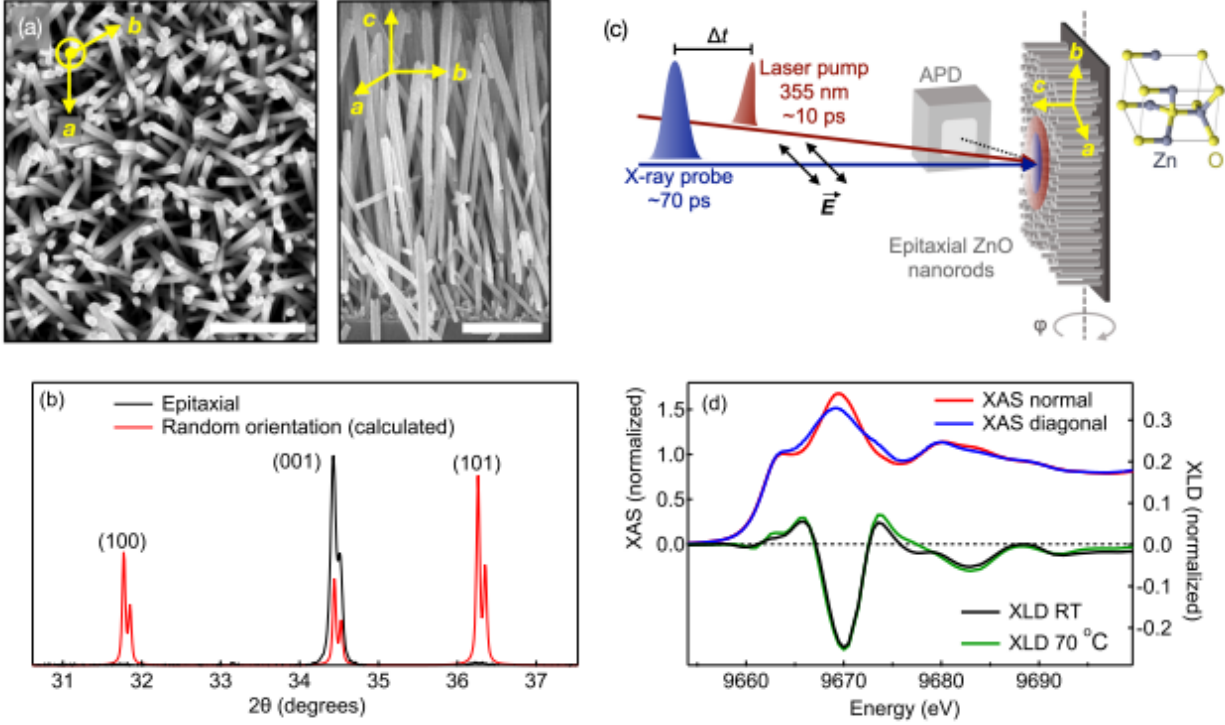 (a)
b
a
c
b
a
(c)
Δt
Laser pump
355 nm
~10 ps
APD
X-ray probe
~70 ps
E
Epitaxial ZnO
nanorods
b
c
a
Zn
O
φ
(b)
Epitaxial
Random orientation (calculated)
(100)
(001)
(101)
31
32
33
34
35
36
37
2θ (degrees)
(d)
XAS normal
XAS diagonal
XAS (normalized)
1.5
1.0
0.5
0.0
0.3
0.2
0.1
0.0
-0.1
-0.2
XLD (normalized)
XLD RT
XLD 70 °C
9660
9670
9680
9690
Energy (eV)